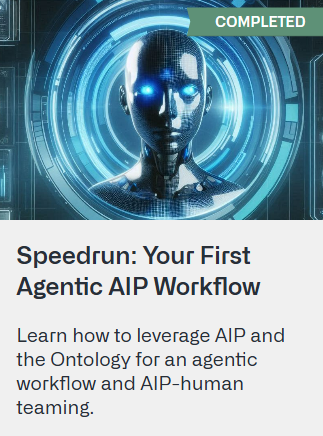 COMPLETED
Speedrun: Your First
Agentic AIP Workflow
Learn how to leverage AIP and
the Ontology for an agentic
workflow and AIP-human
teaming.